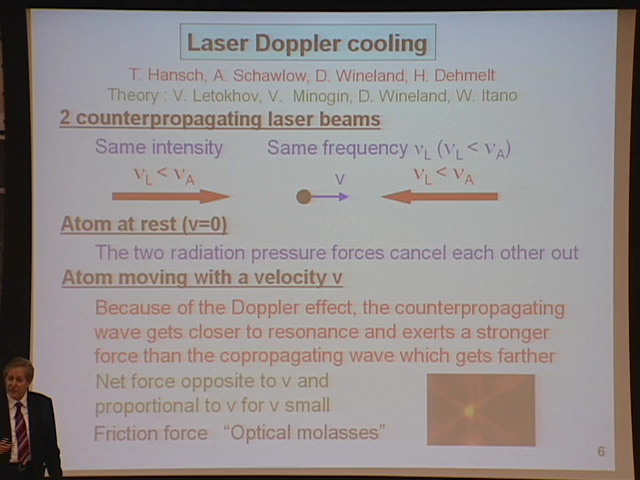 Laser Doppler cooling
T. Hansch, A. Schawlow, D. Wineland, H. Dehmelt
Theory : V. Letokhov, V. Minogin, D. Wineland, W. Itano
2 counterpropagating laser beams
Same intensity Same frequency νL (νL < νA)
νL < νA v νL < νA
Atom at rest (v=0)
The two radiation pressure forces cancel each other out
Atom moving with a velocity v
Because of the Doppler effect, the counterpropagating
wave gets closer to resonance and exerts a stronger
force than the copropagating wave which gets farther
Net force opposite to v and
proportional to v for v small
Friction force “Optical molasses”
6